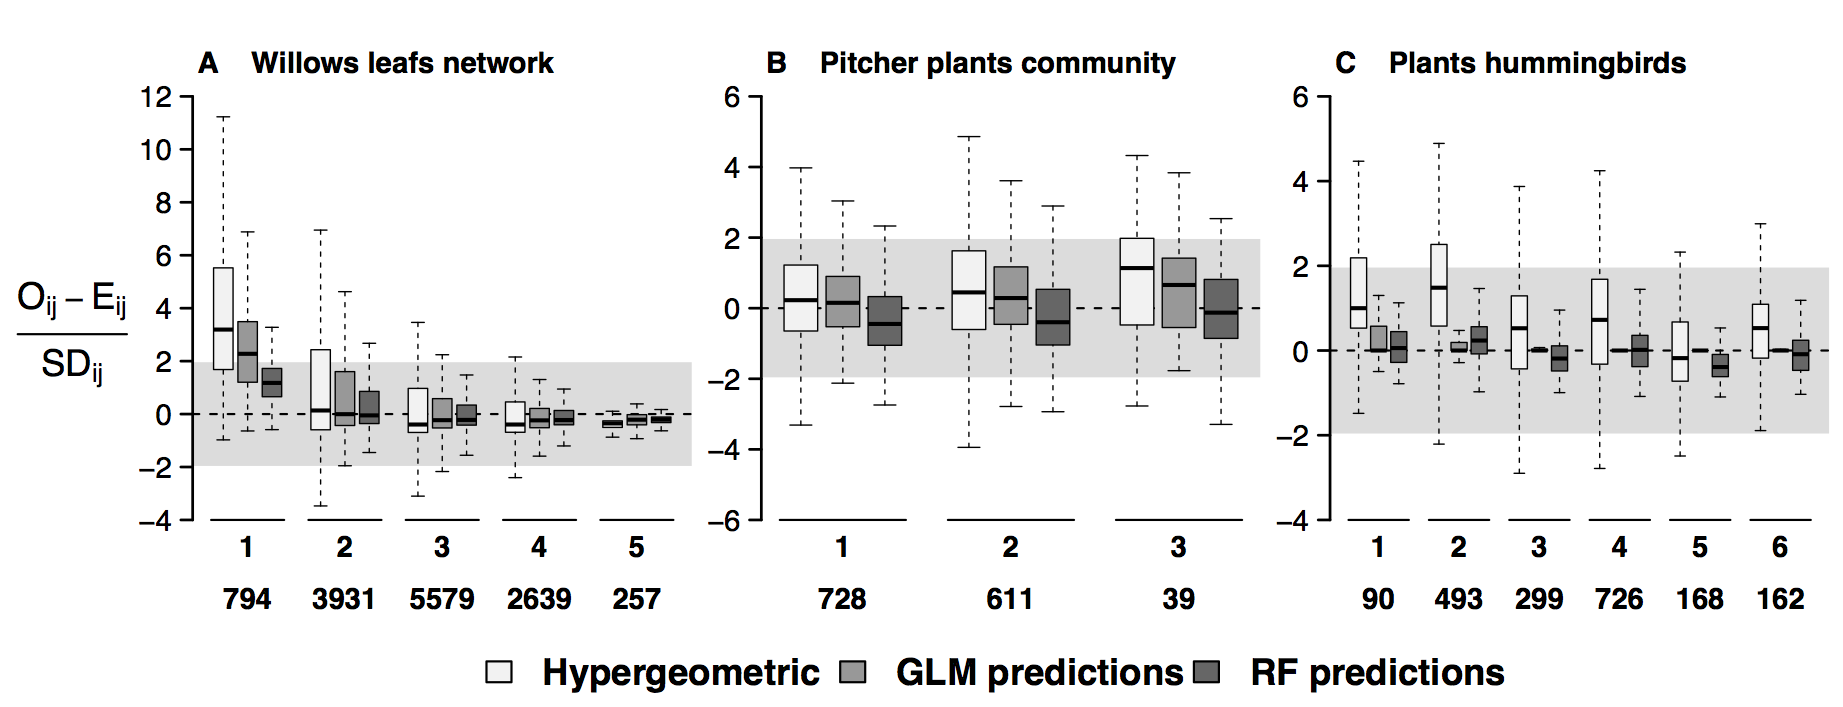 A Willows leafs network
B Pitcher plants community
C Plants hummingbirds
O_ij – E_ij
SD_ij
12
10
8
6
4
2
0
−2
−4
1 2 3 4 5
794 3931 5579 2639 257
6
4
2
0
−2
−4
−6
1 2 3
728 611 39
6
4
2
0
−2
−4
1 2 3 4 5 6
90 493 299 726 168 162
Hypergeometric GLM predictions RF predictions